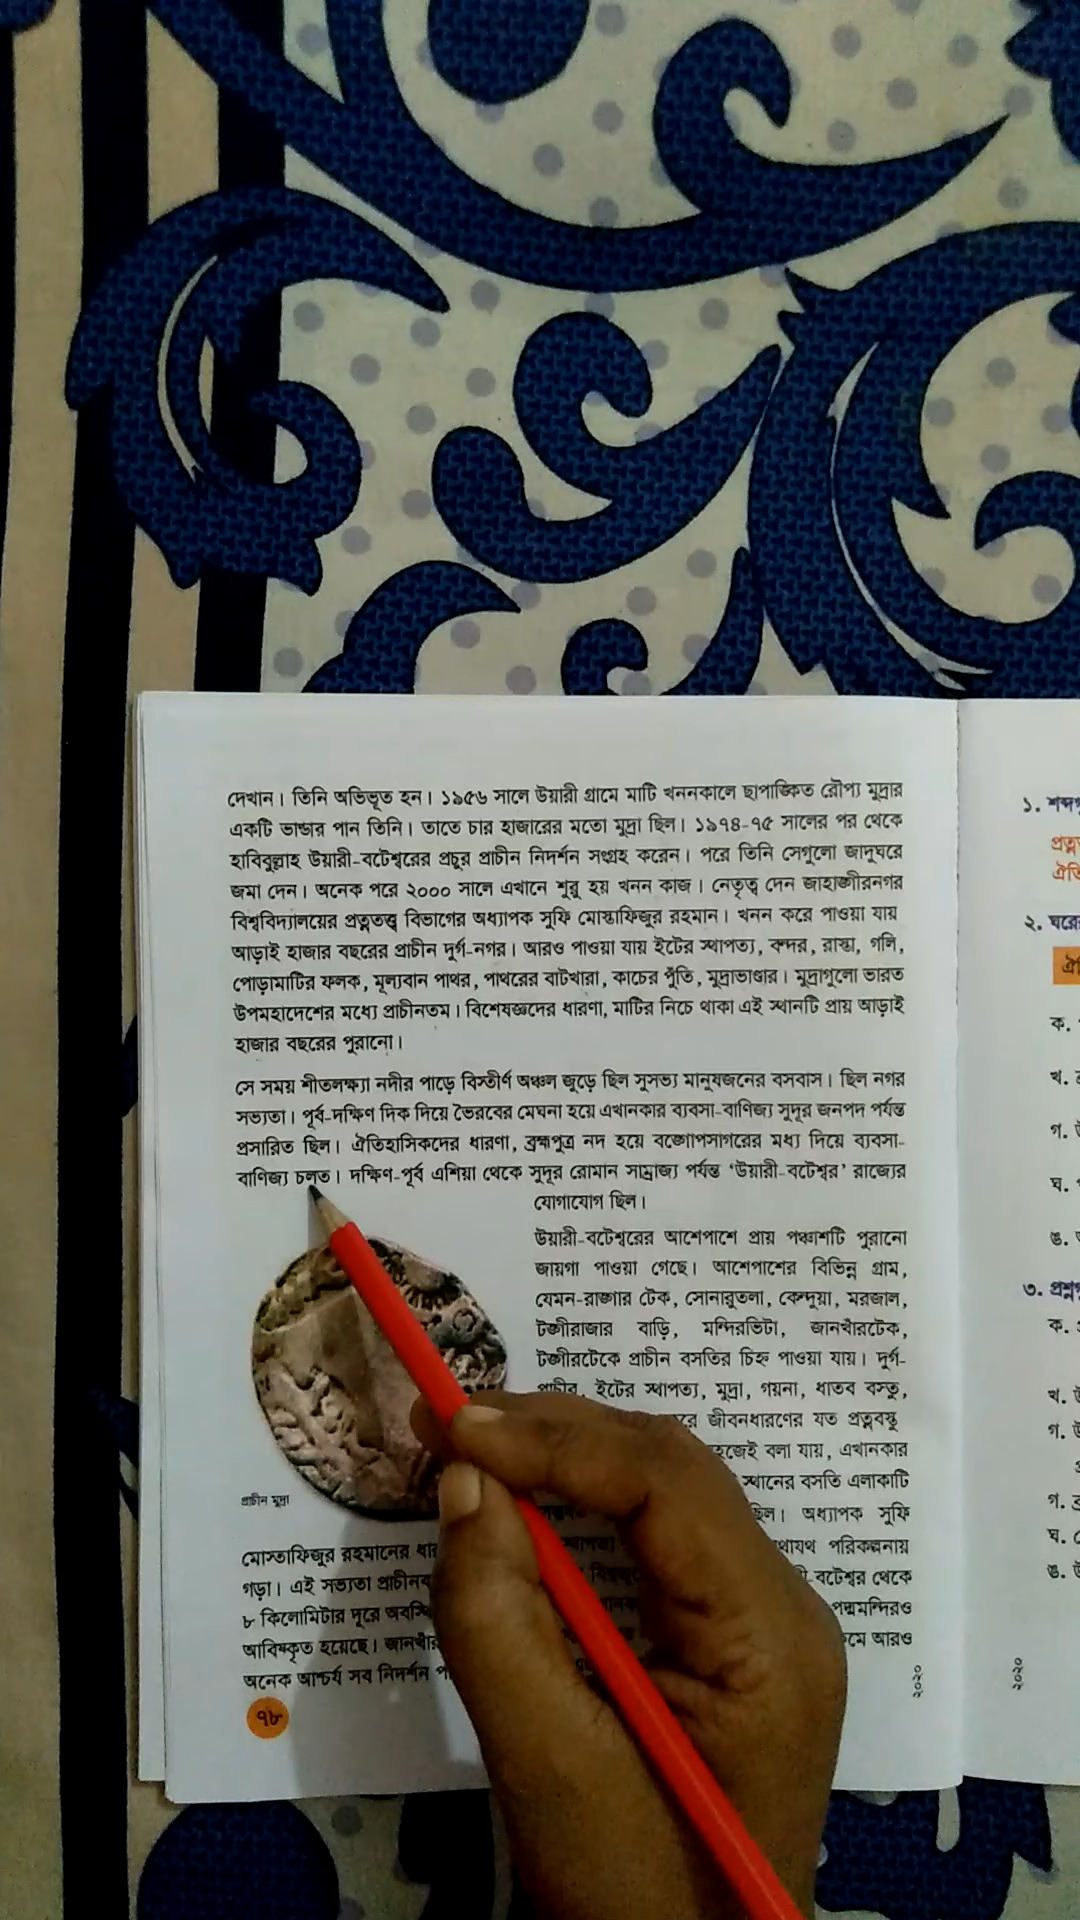 দেখান। তিনি অভিভূত হন। ১৯৫৬ সালে উয়ারী গ্রামে মাটি খননকালে ছাপাঙ্কিত রৌপ্য মুদ্রার
একটি ভান্ডার পান তিনি। তাতে চার হাজারের মতো মুদ্রা ছিল। ১৯৭৪-৭৫ সালের পর থেকে
হাবিবুল্লাহ উয়ারী-বটেশ্বরের প্রচুর প্রাচীন নিদর্শন সংগ্রহ করেন। পরে তিনি সেগুলো জাদুঘরে
জমা দেন। অনেক পরে ২০০০ সালে এখানে শুরু হয় খনন কাজ। নেতৃত্ব দেন জাহাঙ্গীরনগর
বিশ্ববিদ্যালয়ের প্রত্নতত্ত্ব বিভাগের অধ্যাপক সুফি মোস্তাফিজুর রহমান। খনন করে পাওয়া যায়
আড়াই হাজার বছরের প্রাচীন দুর্গ-নগর। আরও পাওয়া যায় ইটের স্থাপত্য, বন্দর, রাস্তা, গলি,
পোড়ামাটির ফলক, মূল্যবান পাথর, পাথরের বাটখারা, কাচের পুঁতি, মুদ্রাভাণ্ডার। মুদ্রাগুলো ভারত
উপমহাদেশের মধ্যে প্রাচীনতম। বিশেষজ্ঞদের ধারণা, মাটির নিচে থাকা এই স্থানটি প্রায় আড়াই
হাজার বছরের পুরানো।
সে সময় শীতলক্ষ্যা নদীর পাড়ে বিস্তীর্ণ অঞ্চল জুড়ে ছিল সুসভ্য মানুষজনের বসবাস। ছিল নগর
সভ্যতা। পূর্ব-দক্ষিণ দিক দিয়ে ভৈরবের মেঘনা হয়ে এখানকার ব্যবসা-বাণিজ্য সুদূর জনপদ পর্যন্ত
প্রসারিত ছিল। ঐতিহাসিকদের ধারণা, ব্রহ্মপুত্র নদ হয়ে বঙ্গোপসাগরের মধ্য দিয়ে ব্যবসা-
বাণিজ্য চলত। দক্ষিণ-পূর্ব এশিয়া থেকে সুদূর রোমান সাম্রাজ্য পর্যন্ত ‘উয়ারী-বটেশ্বর’ রাজ্যের
যোগাযোগ ছিল।
উয়ারী-বটেশ্বরের আশেপাশে প্রায় পঞ্চাশটি পুরানো
জায়গা পাওয়া গেছে। আশেপাশের বিভিন্ন গ্রাম,
যেমন-রাঙ্গার টেক, সোনারুতলা, কেন্দুয়া, মরজাল,
টঙ্গীরাজার বাড়ি, মন্দিরভিটা, জানখাঁরটেক,
টঙ্গীরটেকে প্রাচীন বসতির চিহ্ন পাওয়া যায়। দুর্গ-
প্রাচীর, ইটের স্থাপত্য, মুদ্রা, গয়না, ধাতব বস্তু,
জীবনধারণের যত প্রত্নবস্তু
বলা যায়, এখানকার
স্থানের বসতি এলাকাটি
ছিল। অধ্যাপক সুফি
প্রাচীন মুদ্রা
মোস্তাফিজুর রহমানের পরিকল্পনায়
গড়া। এই সভ্যতা বটেশ্বর থেকে
৮ কিলোমিটার দূরে পদ্মমন্দিরও
আবিষ্কৃত হয়েছে। আরও
অনেক আশ্চর্য সব নিদর্শন
৭৮
২০২০
১.
২.
ক.
খ.
গ.
ঘ.
ঙ.
৩.
ক.
খ.
গ.
গ.
ঘ.
ঙ.
২০২০